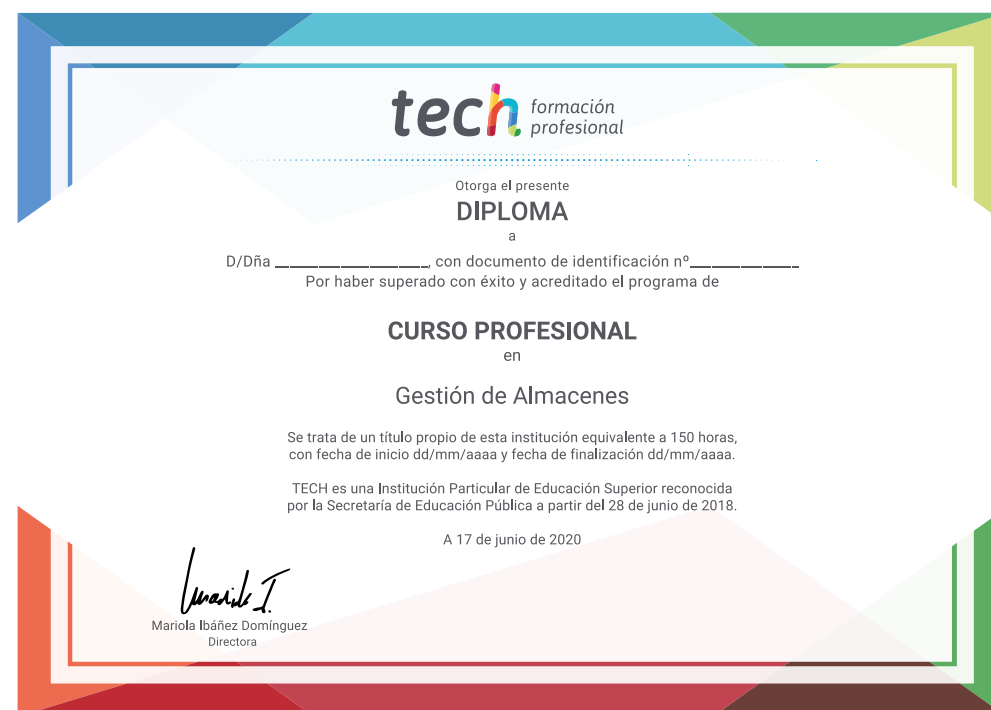 tech formación
profesional
Otorga el presente
DIPLOMA
a
D/Dña ____________________, con documento de identificación nº______________
Por haber superado con éxito y acreditado el programa de
CURSO PROFESIONAL
en
Gestión de Almacenes
Se trata de un título propio de esta institución equivalente a 150 horas,
con fecha de inicio dd/mm/aaaa y fecha de finalización dd/mm/aaaa.
TECH es una Institución Particular de Educación Superior reconocida
por la Secretaría de Educación Pública a partir del 28 de junio de 2018.
A 17 de junio de 2020
Mariola Ibáñez Domínguez
Directora